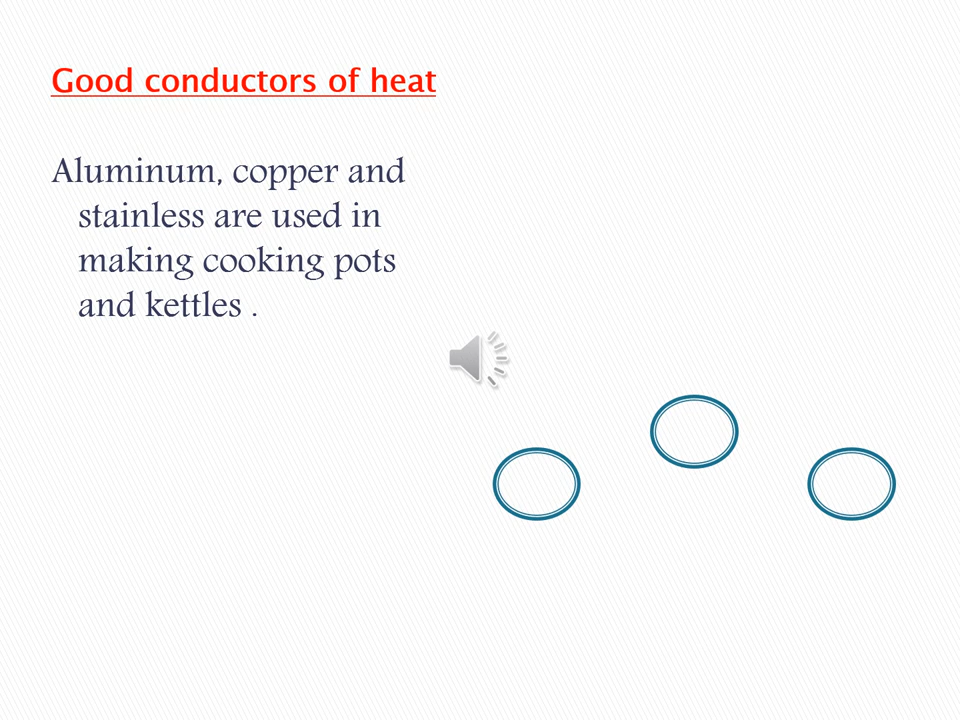 Good conductors of heat
Aluminum, copper and
stainless are used in
making cooking pots
and kettles .